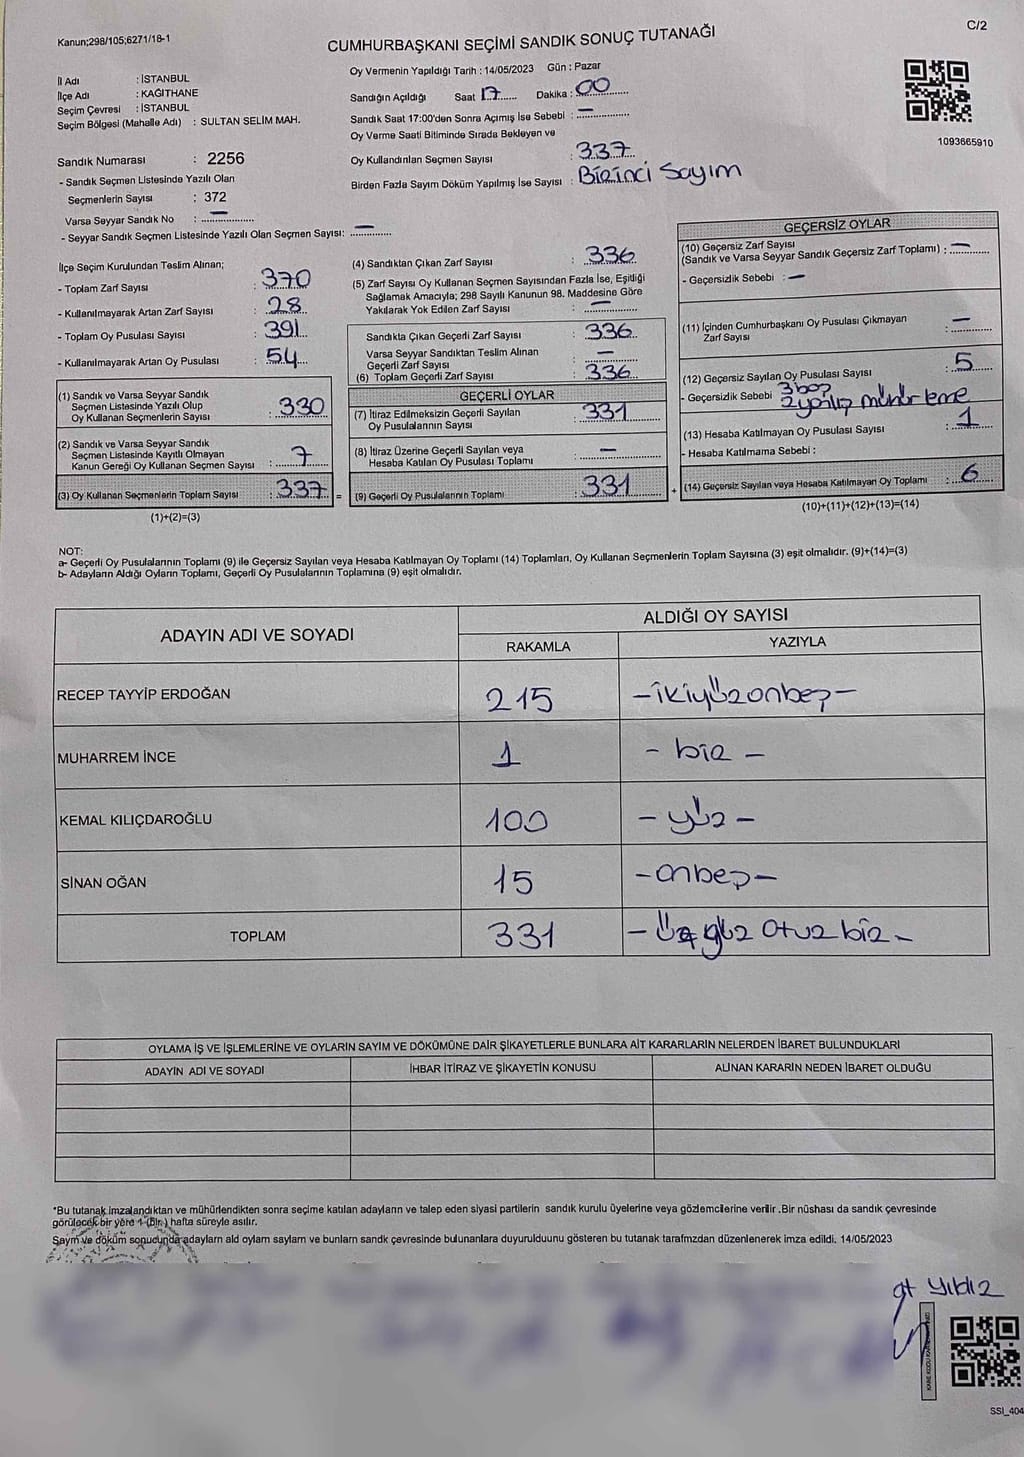 Kanun;298/105;6271/18-1
C/2
CUMHURBAŞKANI SEÇİMİ SANDIK SONUÇ TUTANAĞI
İl Adı : İSTANBUL
İlçe Adı : KAĞITHANE
Seçim Çevresi : İSTANBUL
Seçim Bölgesi (Mahalle Adı) : SULTAN SELİM MAH.
Sandık Numarası : 2256
- Sandık Seçmen Listesinde Yazılı Olan
Seçmenlerin Sayısı : 372
Varsa Seyyar Sandık No : —
- Seyyar Sandık Seçmen Listesinde Yazılı Olan Seçmen Sayısı: —
Oy Vermenin Yapıldığı Tarih : 14/05/2023 Gün : Pazar
Sandığın Açıldığı Saat 17 Dakika : 00
Sandık Saat 17:00'den Sonra Açımış İse Sebebi : —
Oy Verme Saati Bitiminde Sırada Bekleyen ve
Oy Kullandırılan Seçmen Sayısı : 337
Birden Fazla Sayım Döküm Yapılmış İse Sayısı : Birinci Sayım
1093665910
İlçe Seçim Kurulundan Teslim Alınan;
- Toplam Zarf Sayısı : 370
- Kullanılmayarak Artan Zarf Sayısı : 28
- Toplam Oy Pusulası : 391
- Kullanılmayarak Artan Oy Pusulası : 54
(1) Sandık ve Varsa Seyyar Sandık
Seçmen Listesinde Yazılı Olup
Oy Kullanan Seçmenlerin Sayısı : 330
(2) Sandık ve Varsa Seyyar Sandık
Seçmen Listesinde Kayıtlı Olmayan
Kanun Gereği Oy Kullanan Seçmen Sayısı : 7
(3) Oy Kullanan Seçmenlerin Toplam Sayısı : 337 =
(1)+(2)=(3)
(4) Sandıktan Çıkan Zarf Sayısı : 336
(5) Zarf Sayısı Oy Kullanan Seçmen Sayısından Fazla İse, Eşitliği
Sağlamak Amacıyla; 298 Sayılı Kanunun 98. Maddesine Göre
Yakılarak Yok Edilen Zarf Sayısı : —
Sandıkta Çıkan Geçerli Zarf Sayısı : 336
Varsa Seyyar Sandıktan Teslim Alınan
Geçerli Zarf Sayısı : —
(6) Toplam Geçerli Zarf Sayısı : 336
GEÇERLİ OYLAR
(7) İtiraz Edilmeksizin Geçerli Sayılan
Oy Pusulalarının Sayısı : 331
(8) İtiraz Üzerine Geçerli Sayılan veya
Hesaba Katılan Oy Pusulası Toplamı : —
(9) Geçerli Oy Pusulalarının Toplamı : 331 +
GEÇERSİZ OYLAR
(10) Geçersiz Zarf Sayısı
(Sandık ve Varsa Seyyar Sandık Geçersiz Zarf Toplamı) : —
- Geçersizlik Sebebi : —
(11) İçinden Cumhurbaşkanı Oy Pusulası Çıkmayan
Zarf Sayısı : —
(12) Geçersiz Sayılan Oy Pusulası Sayısı : 5
- Geçersizlik Sebebi 3 boş
2 yanlış mühürleme
(13) Hesaba Katılmayan Oy Pusulası Sayısı : 1
- Hesaba Katılmama Sebebi :
(14) Geçersiz Sayılan veya Hesaba Katılmayan Oy Toplamı : 6
(10)+(11)+(12)+(13)=(14)
NOT:
a- Geçerli Oy Pusulalarının Toplamı (9) ile Geçersiz Sayılan veya Hesaba Katılmayan Oy Toplamı (14) Toplamları, Oy Kullanan Seçmenlerin Toplam Sayısına (3) eşit olmalıdır. (9)+(14)=(3)
b- Adayların Aldığı Oyların Toplamı, Geçerli Oy Pusulalarının Toplamına (9) eşit olmalıdır.
ADAYIN ADI VE SOYADI
ALDIĞI OY SAYISI
RAKAMLA YAZIYLA
RECEP TAYYİP ERDOĞAN 215 - ikiyüzonbeş -
MUHARREM İNCE 1 - bir -
KEMAL KILIÇDAROĞLU 100 - yüz -
SİNAN OĞAN 15 - onbeş -
TOPLAM 331 - Üçyüz Otuz bir -
OYLAMA İŞ VE İŞLEMLERİNE VE OYLARIN SAYIM VE DÖKÜMÜNE DAİR ŞİKAYETLERLE BUNLARA AİT KARARLARIN NELERDEN İBARET BULUNDUKLARI
ADAYIN ADI VE SOYADI İHBAR İTİRAZ VE ŞİKAYETİN KONUSU ALINAN KARARIN NEDEN İBARET OLDUĞU
*Bu tutanak imzalandıktan ve mühürlendikten sonra seçime katılan adayların ve talep eden siyasi partilerin sandık kurulu üyelerine veya gözlemcilerine verilir .Bir nüshası da sandık çevresinde
görülecek bir yere 1 (Bir.) hafta süreyle asılır.
Sayım ve döküm sonucunda adayların ald oyların sayların ve bunların sandk çevresinde bulunanlara duyurulduunu gösteren bu tutanak tarafmzdan düzenlenerek imza edildi. 14/05/2023
Yıldız
SSI_404